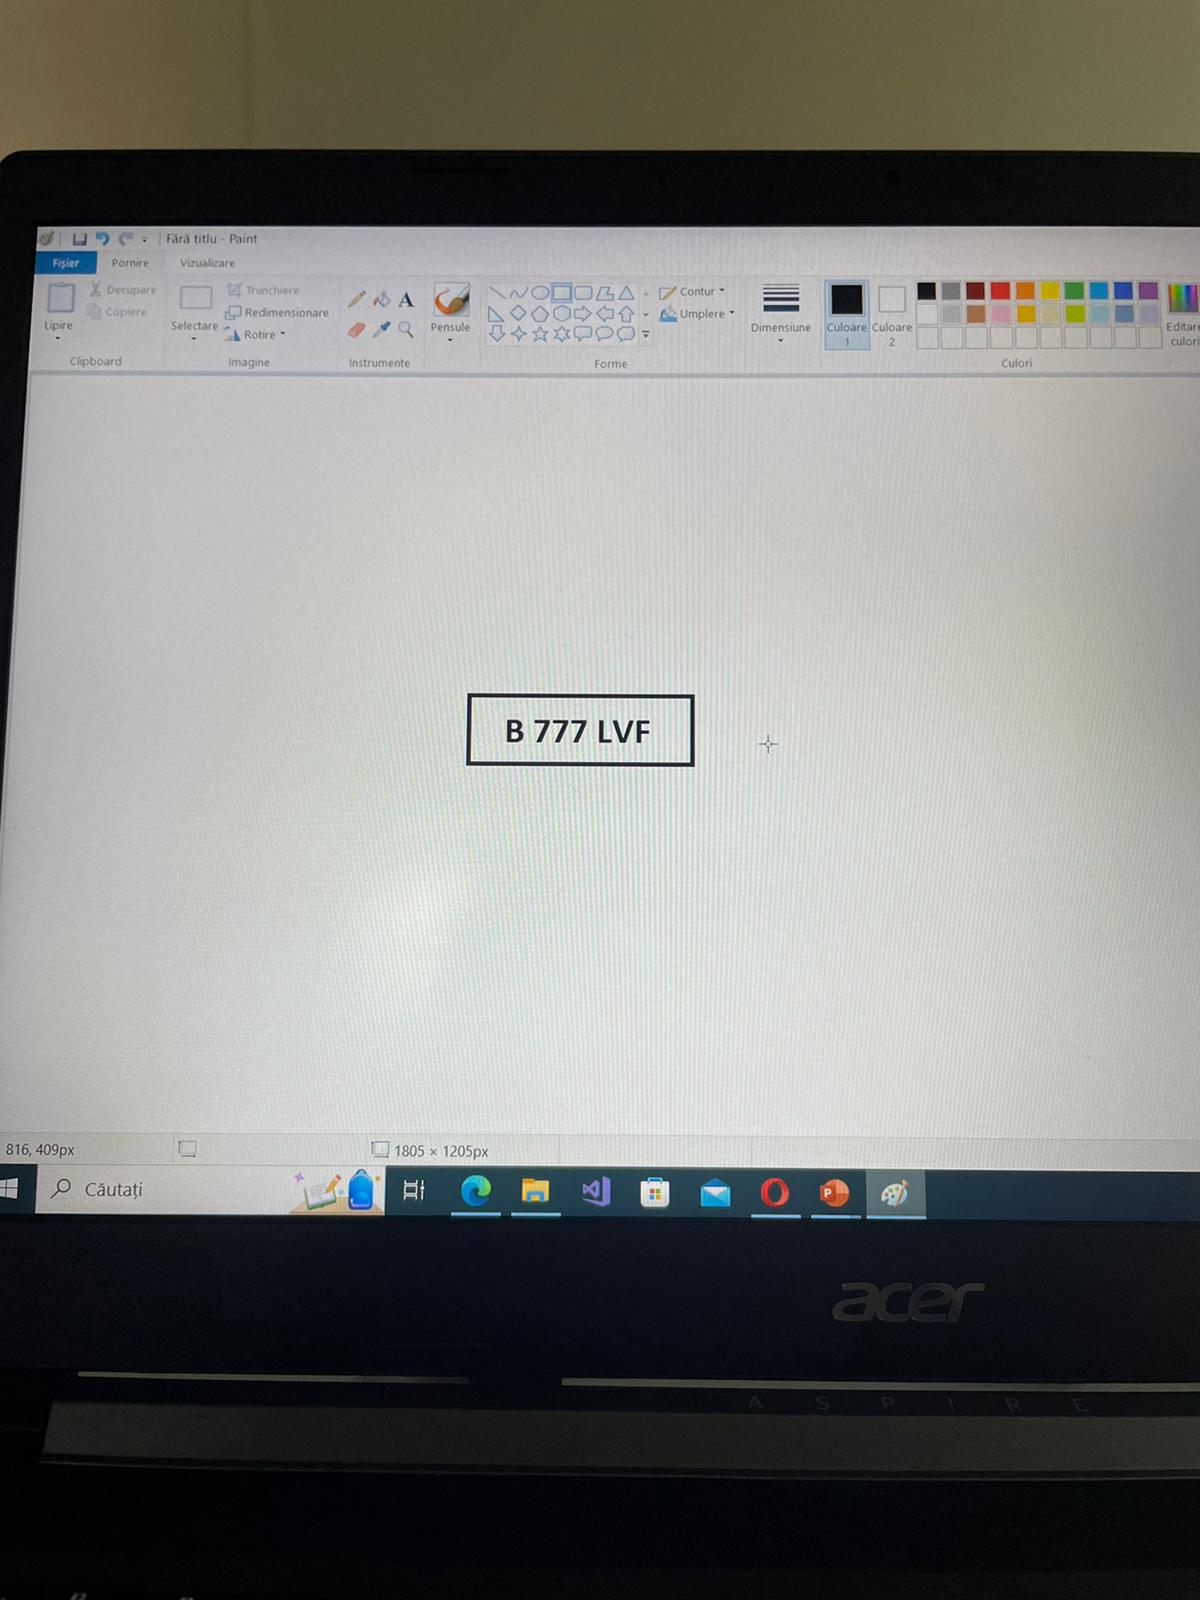 Fără titlu - Paint
Fișier Pornire Vizualizare
Lipire
Decupare
Copiere
Clipboard
Selectare
Trunchiere
Redimensionare
Rotire
Imagine
A
Instrumente
Pensule
Contur
Umplere
Forme
Dimensiune
Culoare 1
Culoare 2
Culori
Editare culori
B 777 LVF
816, 409px
1805 × 1205px
Căutați
P
acer
ASPIRE